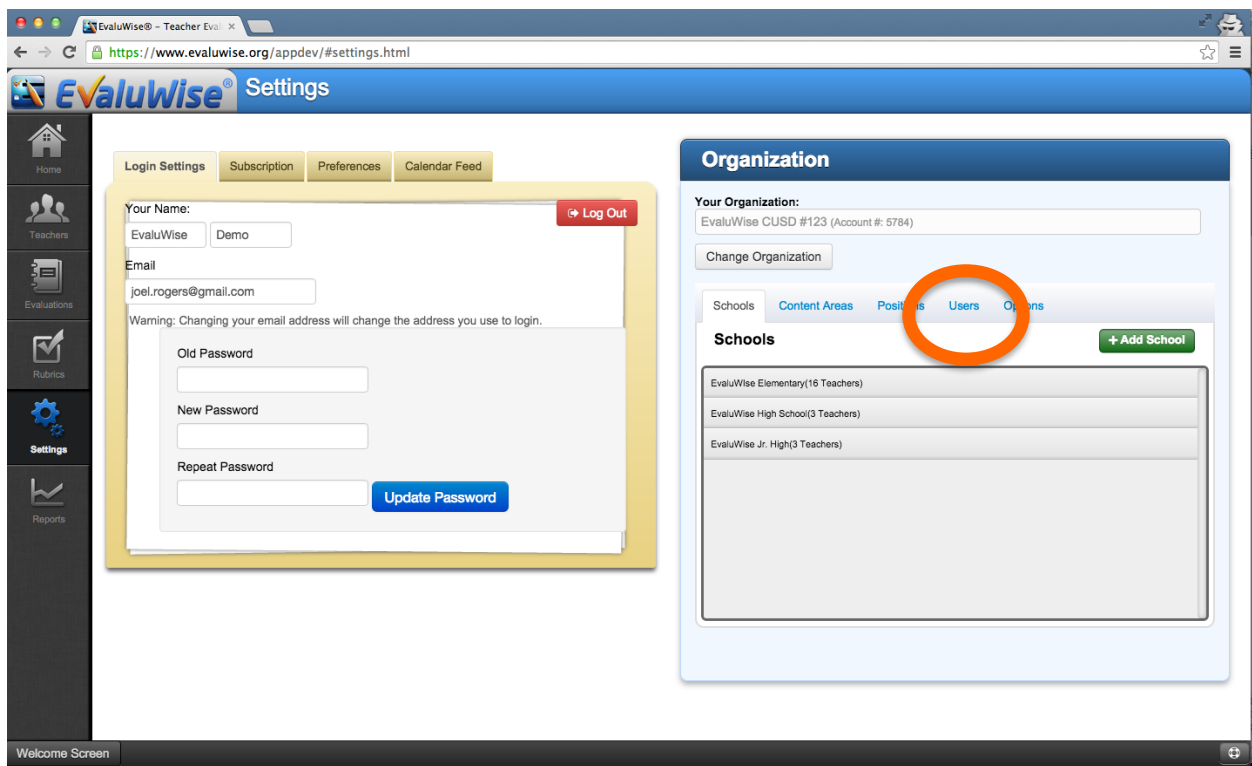 EvaluWise® - Teacher Eval
https://www.evaluwise.org/appdev/#settings.html
EvaluWise® Settings
Home
Teachers
Evaluations
Rubrics
Settings
Reports
Login Settings Subscription Preferences Calendar Feed
Your Name:
Log Out
EvaluWise Demo
Email
joel.rogers@gmail.com
Warning: Changing your email address will change the address you use to login.
Old Password
New Password
Repeat Password
Update Password
Organization
Your Organization:
EvaluWise CUSD #123 (Account #: 5784)
Change Organization
Schools Content Areas Positions Users Options
Schools
+ Add School
EvaluWise Elementary(16 Teachers)
EvaluWise High School(3 Teachers)
EvaluWise Jr. High(3 Teachers)
Welcome Screen